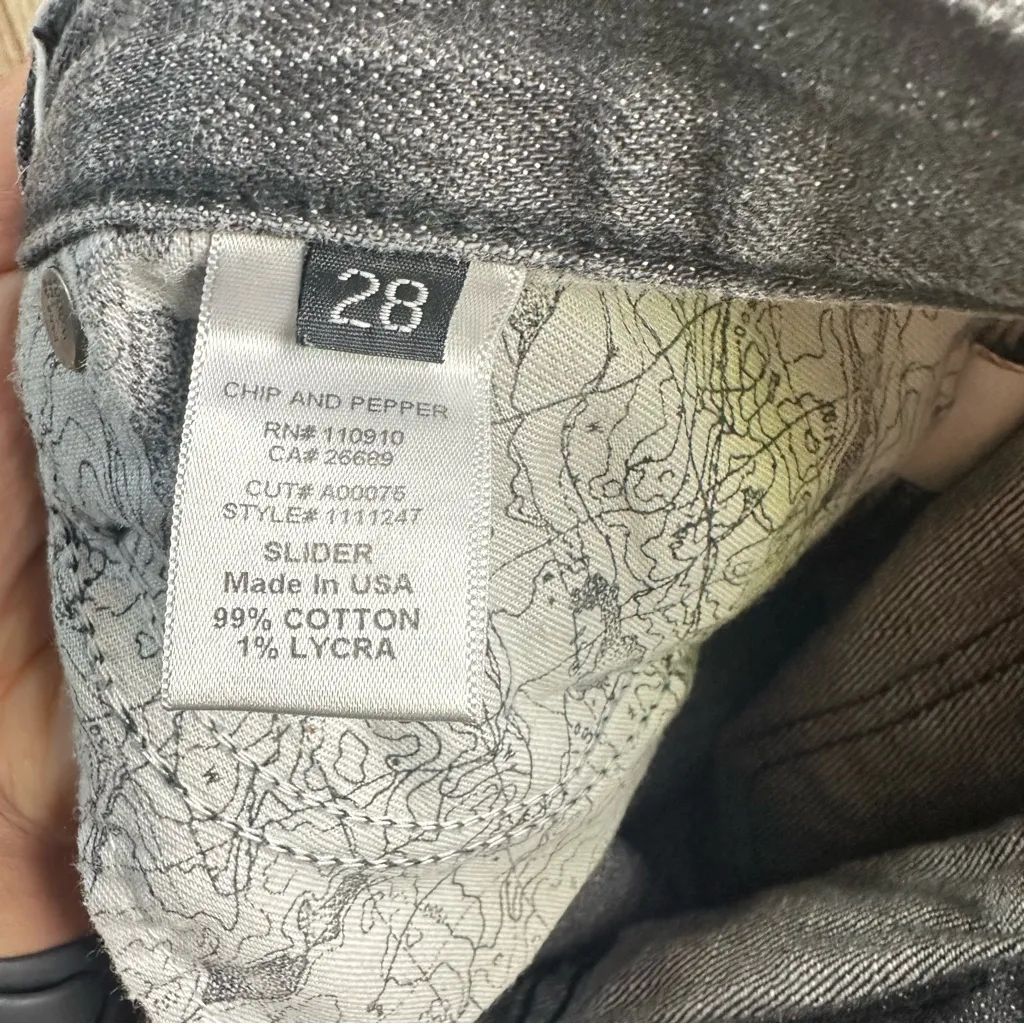 28
CHIP AND PEPPER
RN# 110910
CA# 26689
CUT# A00075
STYLE# 1111247
SLIDER
Made In USA
99% COTTON
1% LYCRA